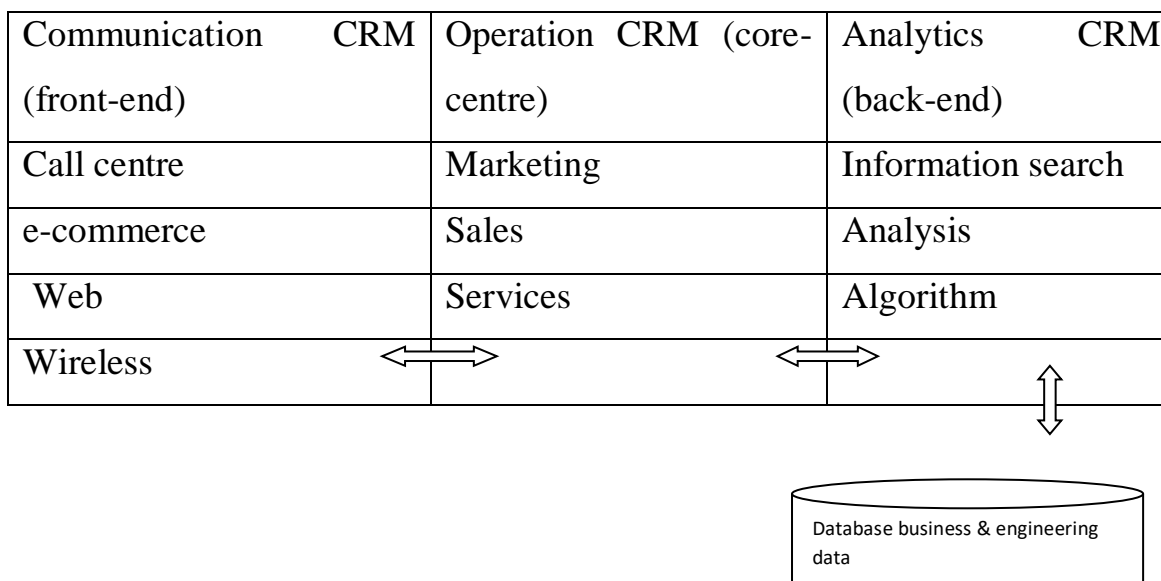 Communication CRM
(front-end)
Operation CRM (core-
centre)
Analytics CRM
(back-end)
Call centre
Marketing
Information search
e-commerce
Sales
Analysis
Web
Services
Algorithm
Wireless
Database business & engineering
data